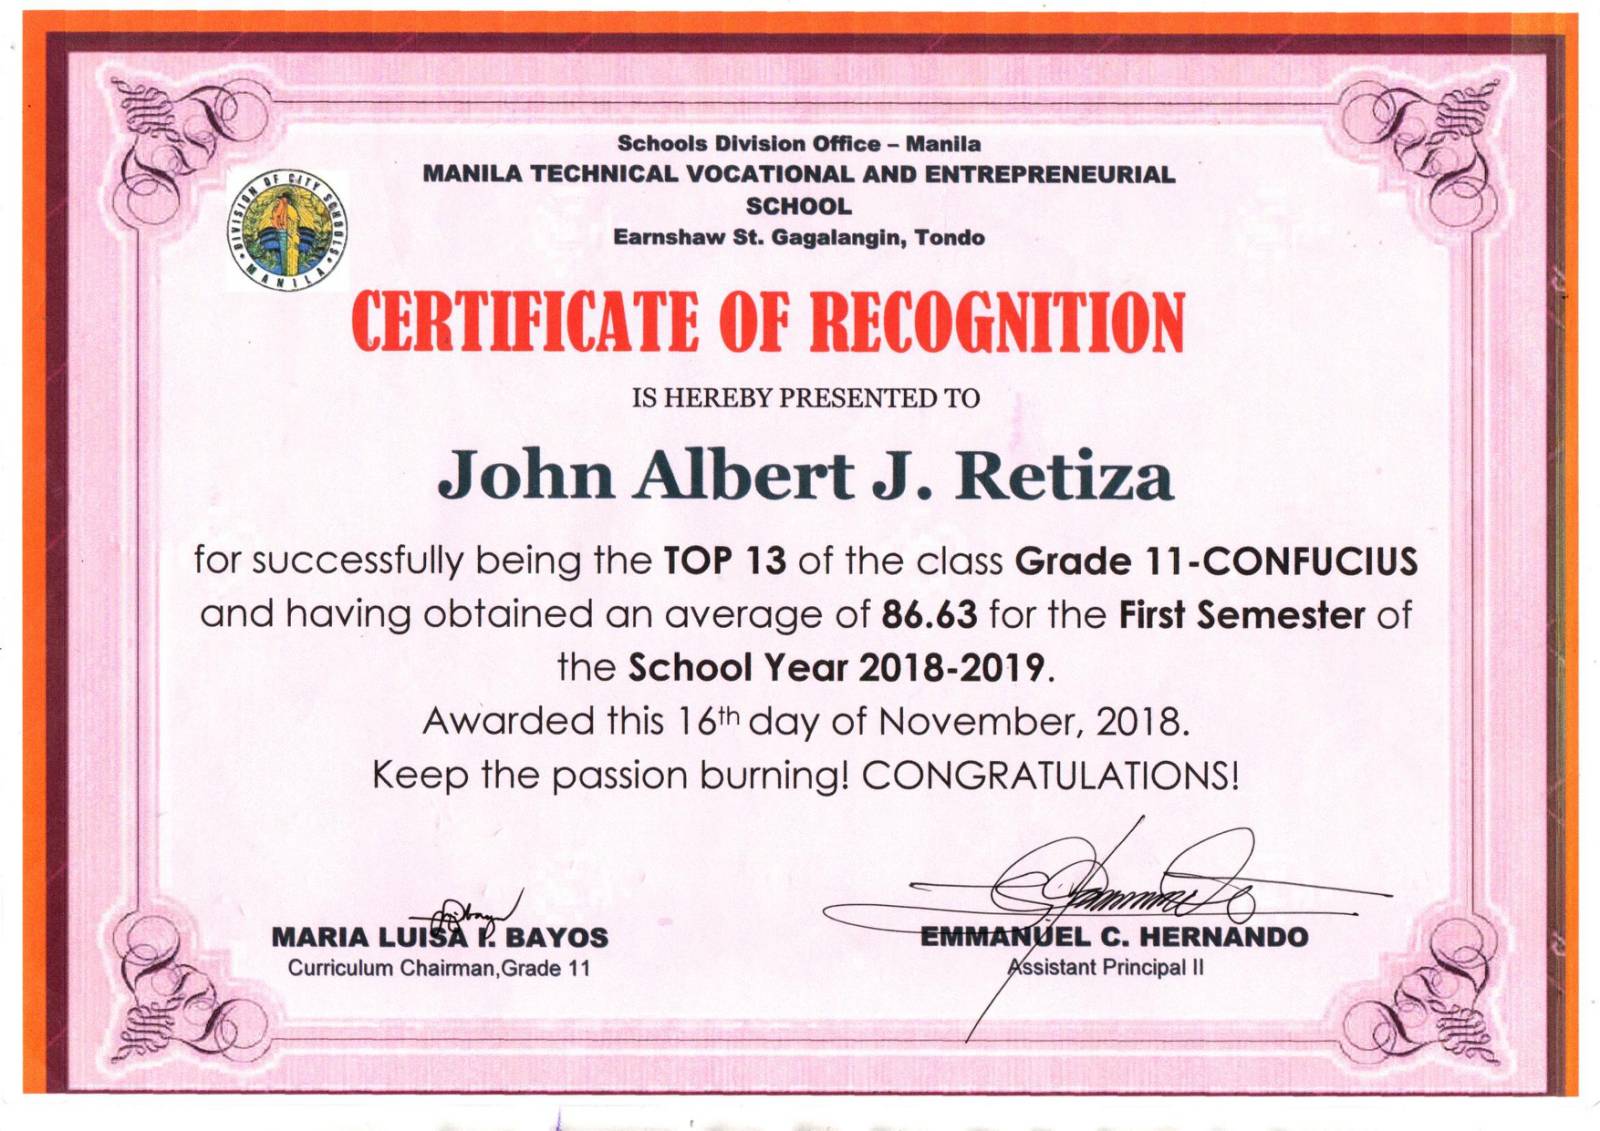 Schools Division Office – Manila
MANILA TECHNICAL VOCATIONAL AND ENTREPRENEURIAL
SCHOOL
Earnshaw St. Gagalangin, Tondo
DIVISION OF CITY SCHOOLS
MANILA
CERTIFICATE OF RECOGNITION
IS HEREBY PRESENTED TO
John Albert J. Retiza
for successfully being the TOP 13 of the class Grade 11-CONFUCIUS
and having obtained an average of 86.63 for the First Semester of
the School Year 2018-2019.
Awarded this 16th day of November, 2018.
Keep the passion burning! CONGRATULATIONS!
MARIA LUISA I. BAYOS
Curriculum Chairman,Grade 11
EMMANUEL C. HERNANDO
Assistant Principal II